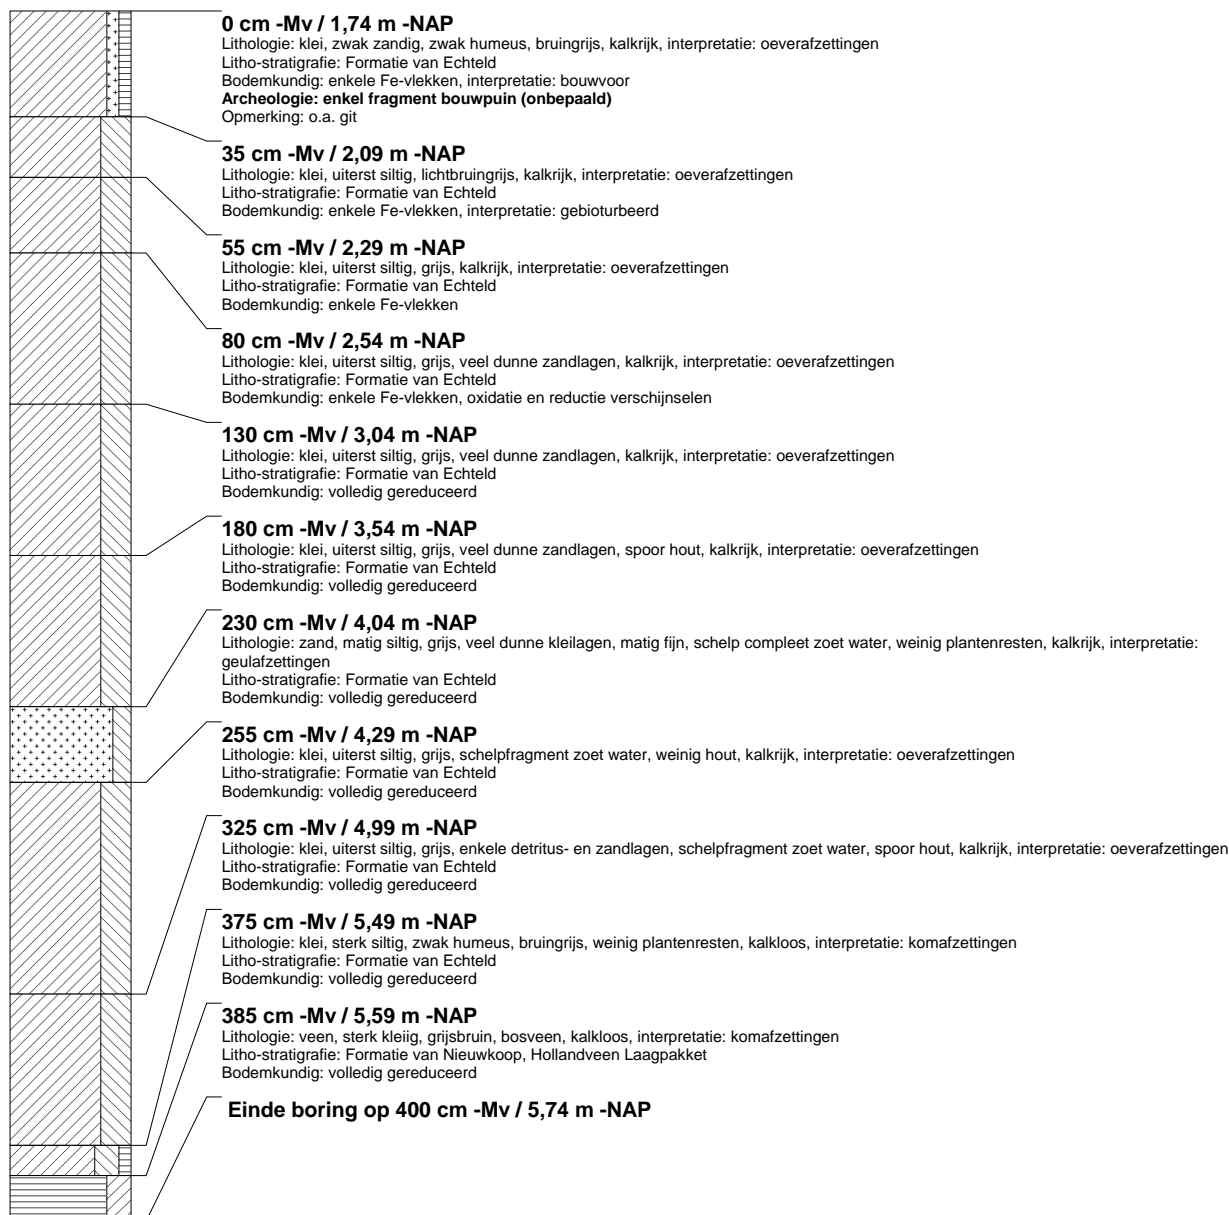 0 cm -Mv / 1,74 m -NAP
Lithologie: klei, zwak zandig, zwak humeus, bruingrijs, kalkrijk, interpretatie: oeverafzettingen
Litho-stratigrafie: Formatie van Echteld
Bodemkundig: enkele Fe-vlekken, interpretatie: bouwvoor
Archeologie: enkel fragment bouwpuin (onbepaald)
Opmerking: o.a. git
35 cm -Mv / 2,09 m -NAP
Lithologie: klei, uiterst siltig, lichtbruingrijs, kalkrijk, interpretatie: oeverafzettingen
Litho-stratigrafie: Formatie van Echteld
Bodemkundig: enkele Fe-vlekken, interpretatie: gebioturbeerd
55 cm -Mv / 2,29 m -NAP
Lithologie: klei, uiterst siltig, grijs, kalkrijk, interpretatie: oeverafzettingen
Litho-stratigrafie: Formatie van Echteld
Bodemkundig: enkele Fe-vlekken
80 cm -Mv / 2,54 m -NAP
Lithologie: klei, uiterst siltig, grijs, veel dunne zandlagen, kalkrijk, interpretatie: oeverafzettingen
Litho-stratigrafie: Formatie van Echteld
Bodemkundig: enkele Fe-vlekken, oxidatie en reductie verschijnselen
130 cm -Mv / 3,04 m -NAP
Lithologie: klei, uiterst siltig, grijs, veel dunne zandlagen, kalkrijk, interpretatie: oeverafzettingen
Litho-stratigrafie: Formatie van Echteld
Bodemkundig: volledig gereduceerd
180 cm -Mv / 3,54 m -NAP
Lithologie: klei, uiterst siltig, grijs, veel dunne zandlagen, spoor hout, kalkrijk, interpretatie: oeverafzettingen
Litho-stratigrafie: Formatie van Echteld
Bodemkundig: volledig gereduceerd
230 cm -Mv / 4,04 m -NAP
Lithologie: zand, matig siltig, grijs, veel dunne kleilagen, matig fijn, schelp compleet zoet water, weinig plantenresten, kalkrijk, interpretatie:
geulafzettingen
Litho-stratigrafie: Formatie van Echteld
Bodemkundig: volledig gereduceerd
255 cm -Mv / 4,29 m -NAP
Lithologie: klei, uiterst siltig, grijs, schelpfragment zoet water, weinig hout, kalkrijk, interpretatie: oeverafzettingen
Litho-stratigrafie: Formatie van Echteld
Bodemkundig: volledig gereduceerd
325 cm -Mv / 4,99 m -NAP
Lithologie: klei, uiterst siltig, grijs, enkele detritus- en zandlagen, schelpfragment zoet water, spoor hout, kalkrijk, interpretatie: oeverafzettingen
Litho-stratigrafie: Formatie van Echteld
Bodemkundig: volledig gereduceerd
375 cm -Mv / 5,49 m -NAP
Lithologie: klei, sterk siltig, zwak humeus, bruingrijs, weinig plantenresten, kalkloos, interpretatie: komafzettingen
Litho-stratigrafie: Formatie van Echteld
Bodemkundig: volledig gereduceerd
385 cm -Mv / 5,59 m -NAP
Lithologie: veen, sterk kleiig, grijsbruin, bosveen, kalkloos, interpretatie: komafzettingen
Litho-stratigrafie: Formatie van Nieuwkoop, Hollandveen Laagpakket
Bodemkundig: volledig gereduceerd
Einde boring op 400 cm -Mv / 5,74 m -NAP